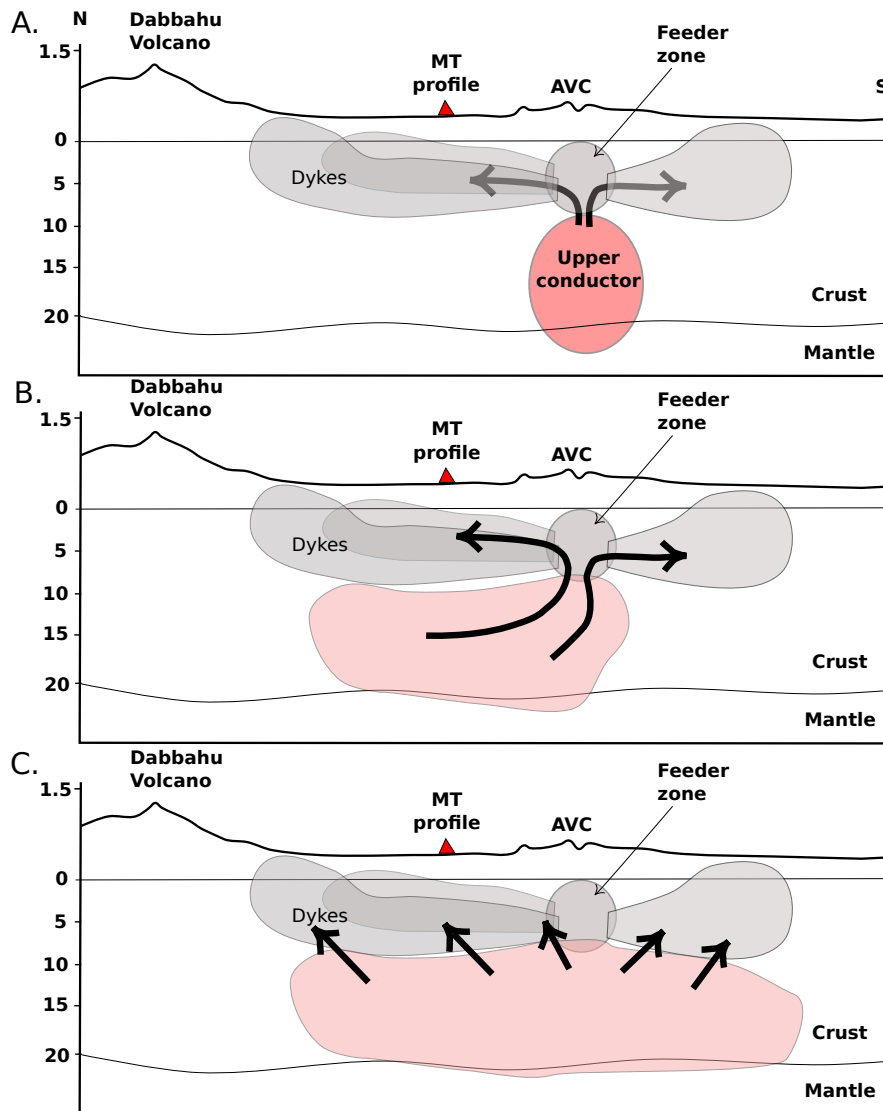 A.
N
Dabbahu
Volcano
Feeder
zone
1.5
MT
profile
AVC
S
0
Dykes
5
10
Upper
conductor
15
Crust
20
Mantle
B.
Dabbahu
Volcano
Feeder
zone
1.5
MT
profile
AVC
0
Dykes
5
10
15
Crust
20
Mantle
C.
Dabbahu
Volcano
Feeder
zone
1.5
MT
profile
AVC
0
Dykes
5
10
15
Crust
20
Mantle